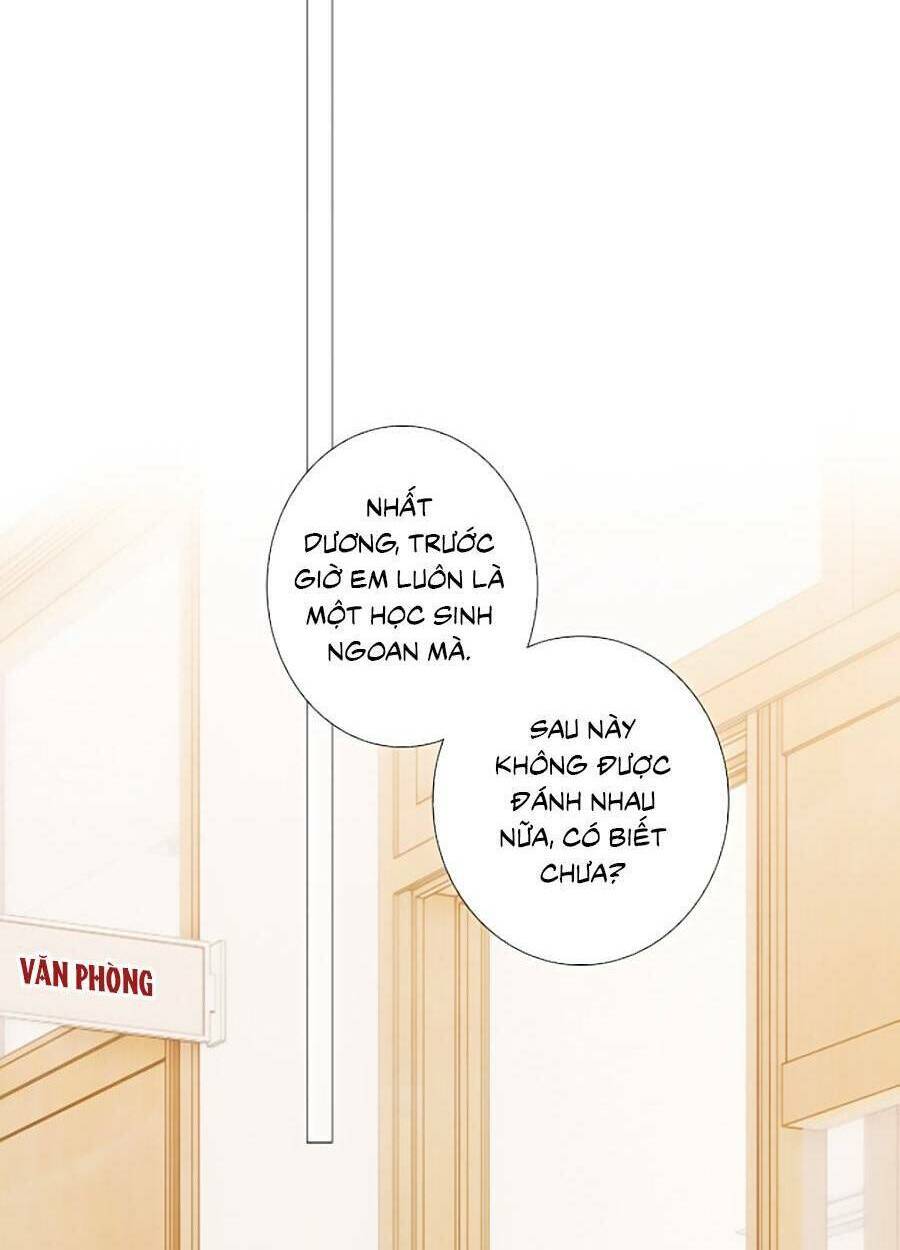 NHẤT
DƯƠNG, TRƯỚC
GIỜ EM LUÔN LÀ
MỘT HỌC SINH
NGOAN MÀ.
SAU NÀY
KHÔNG ĐƯỢC
ĐÁNH NHAU
NỮA, CÓ BIẾT
CHƯA?
VĂN PHÒNG